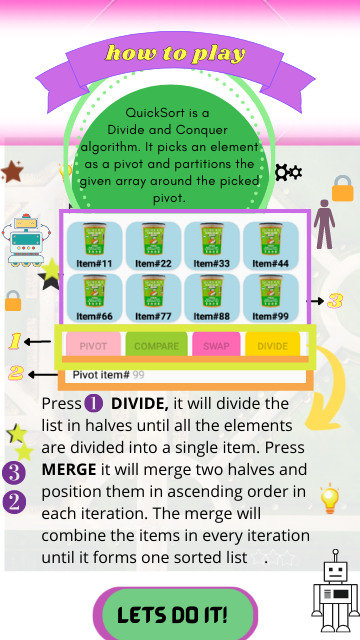 how to play
QuickSort is a
Divide and Conquer
algorithm. It picks an element
as a pivot and partitions the
given array around the picked
pivot.
Item#11 Item#22 Item#33 Item#44
Item#66 Item#77 Item#88 Item#99
3
1
PIVOT COMPARE SWAP DIVIDE
2
Pivot item# 99
Press 1 DIVIDE, it will divide the
list in halves until all the elements
are divided into a single item. Press
3 MERGE it will merge two halves and
2 position them in ascending order in
each iteration. The merge will
combine the items in every iteration
until it forms one sorted list .
LETS DO IT!